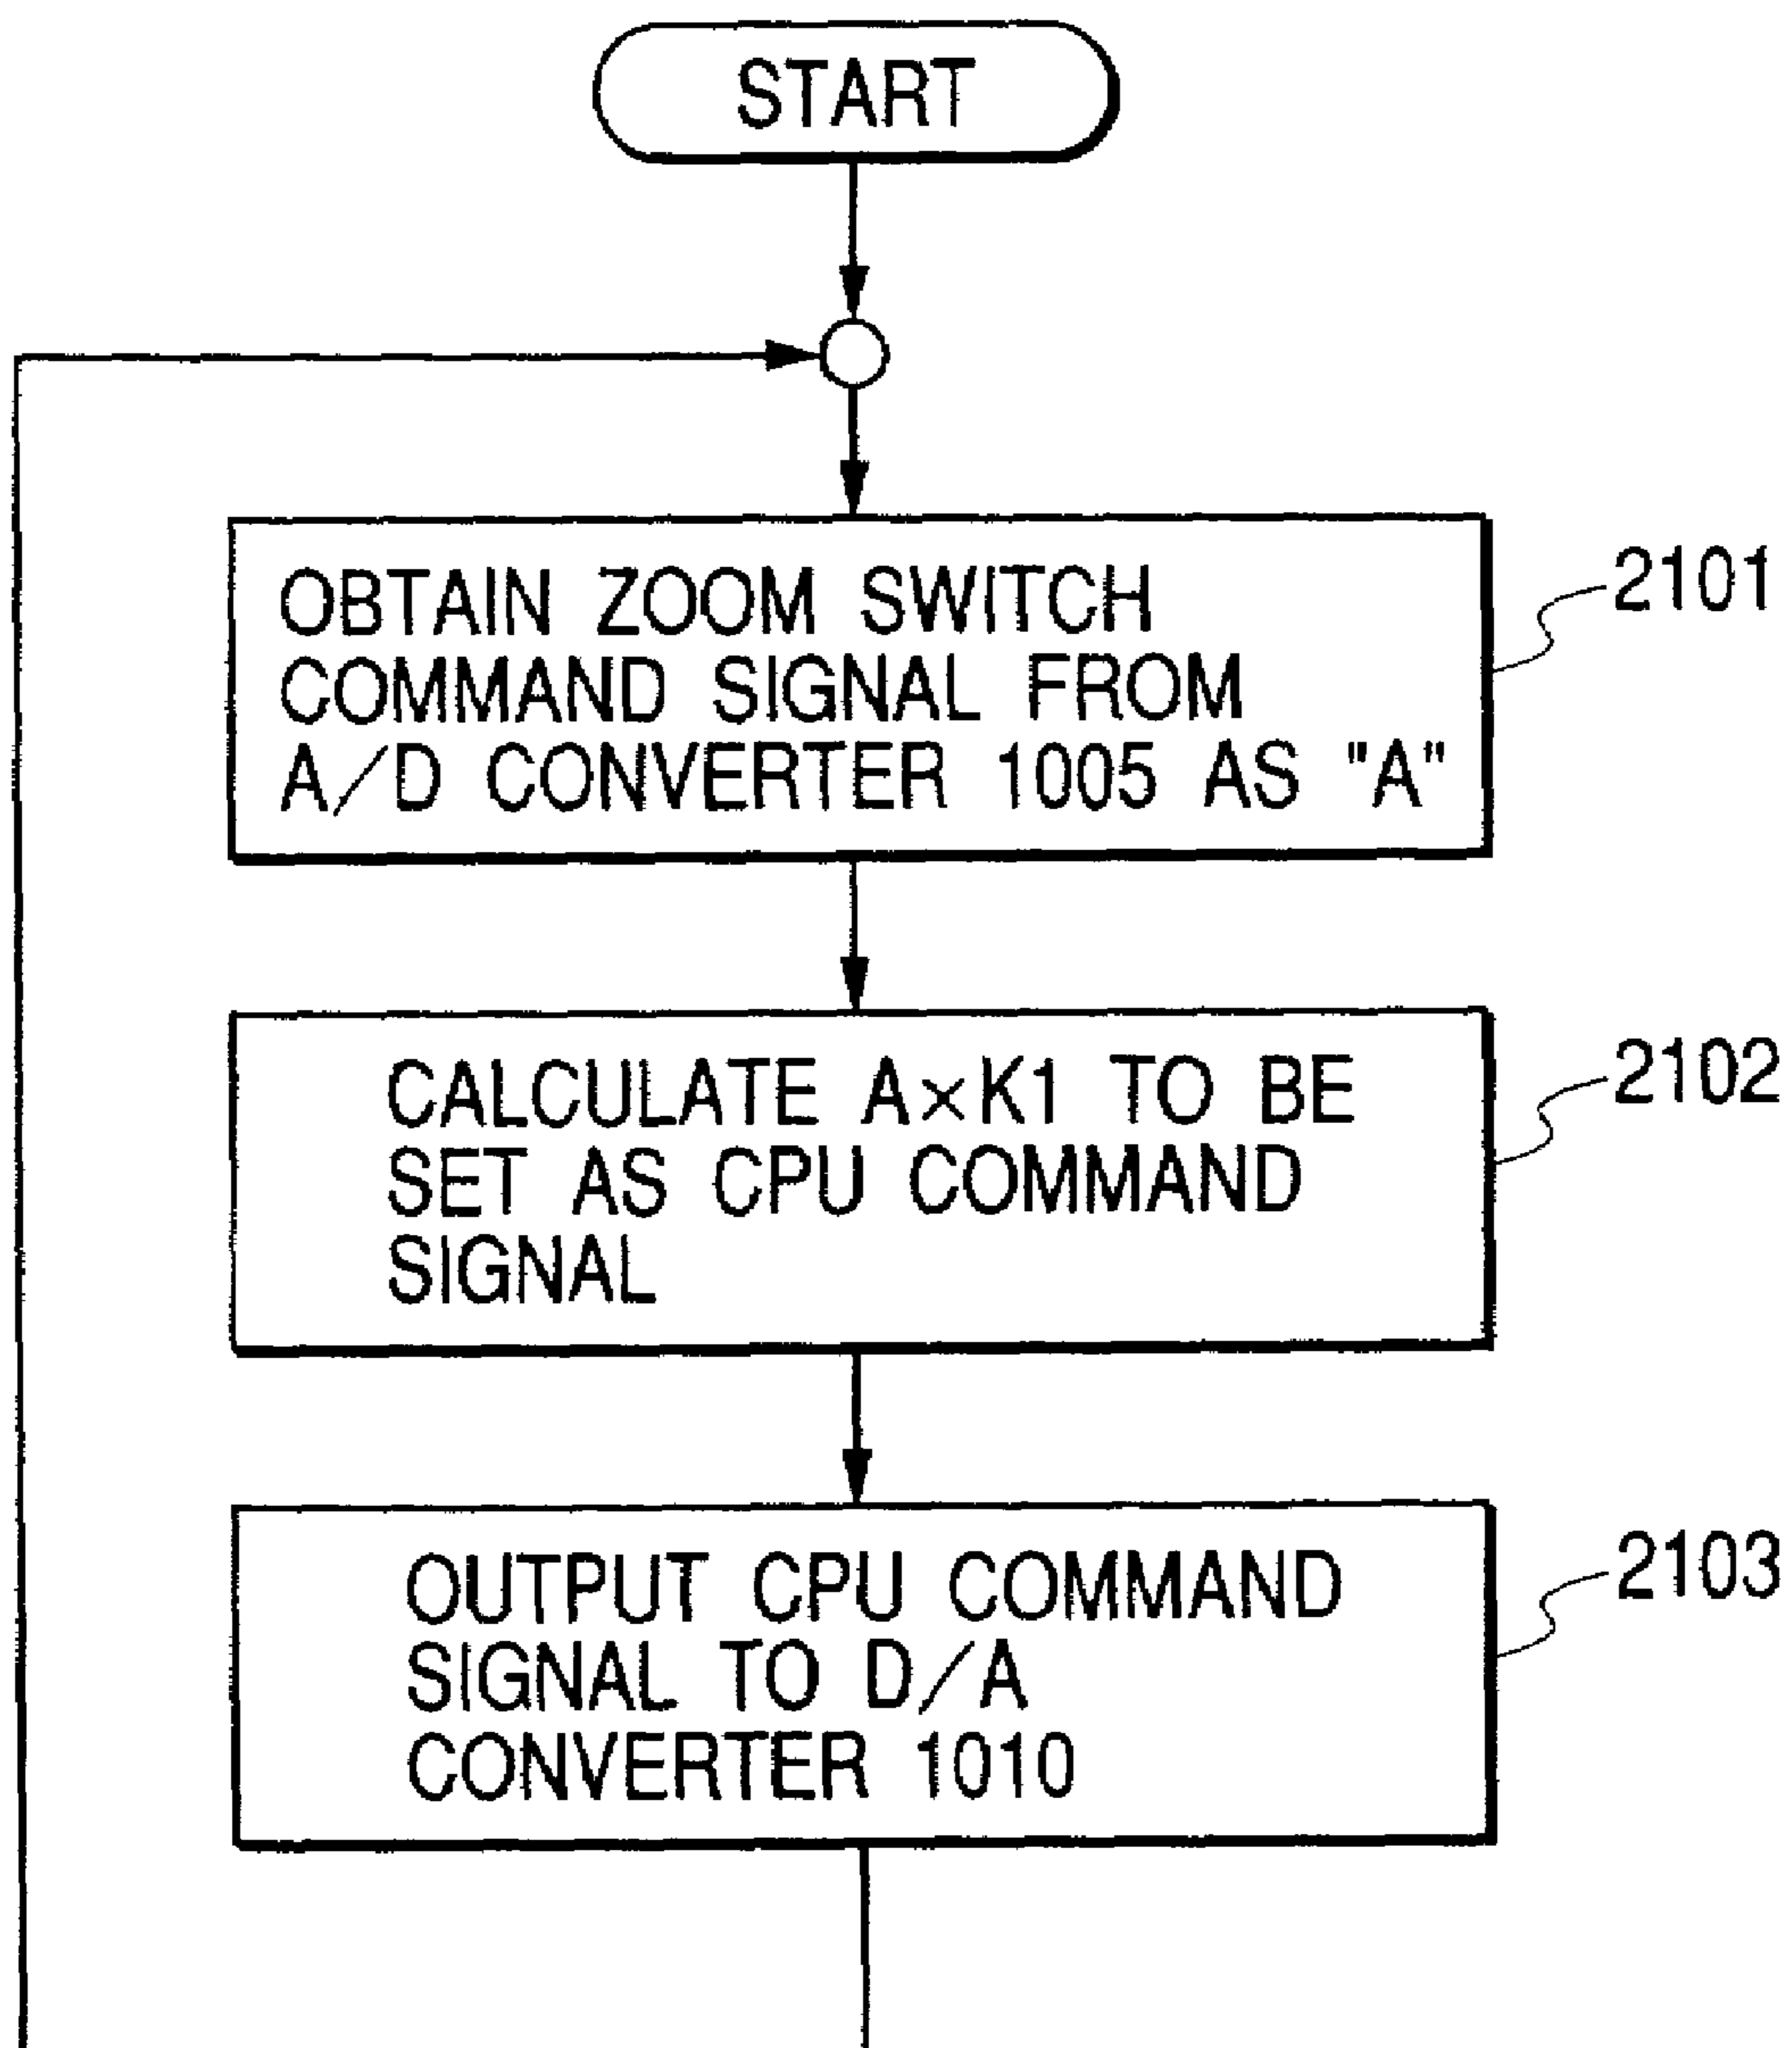 START
OBTAIN ZOOM SWITCH
COMMAND SIGNAL FROM
A/D CONVERTER 1005 AS "A"
2101
CALCULATE A×K1 TO BE
SET AS CPU COMMAND
SIGNAL
2102
OUTPUT CPU COMMAND
SIGNAL TO D/A
CONVERTER 1010
2103